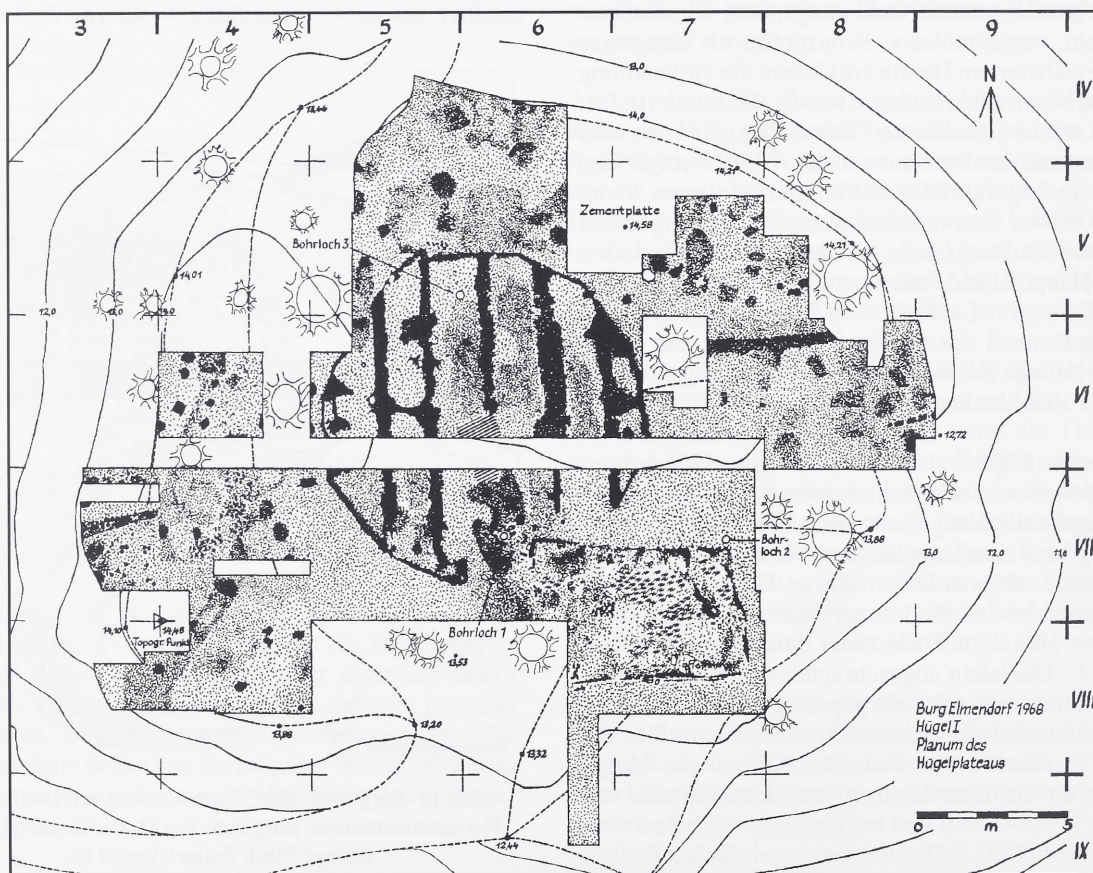 3 4 5 6 7 8 9
IV
V
VI
VII
VIII
IX
N
13,0
14,0
13,46
14,21
Zementplatte
14,58
Bohrloch 3
14,27
14,01
12,0
13,0
12,72
13,88
Bohr-
loch 2
13,0 12,0 11,0
14,10
14,48
Topogr. Punkt
Bohrloch 1
13,53
13,98
13,20
13,32
12,44
Burg Elmendorf 1968
Hügel I
Planum des
Hügelplateaus
0 m 5